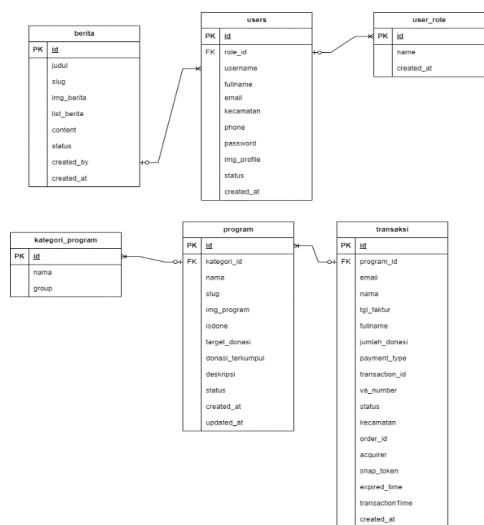 berita
PK id
judul
slug
img_berita
list_berita
content
status
created_by
created_at
users
PK id
FK role_id
username
fullname
email
kecamatan
phone
password
img_profile
status
created_at
user_role
PK id
name
created_at
kategori_program
PK id
nama
group
program
PK id
FK kategori_id
nama
slug
img_program
isdone
target_donasi
donasi_terkumpul
deskripsi
status
created_at
updated_at
transaksi
PK id
FK program_id
email
nama
tgl_faktur
fullname
jumlah_donasi
payment_type
transaction_id
va_number
status
kecamatan
order_id
acquirer
snap_token
expired_time
transactionTime
created_at